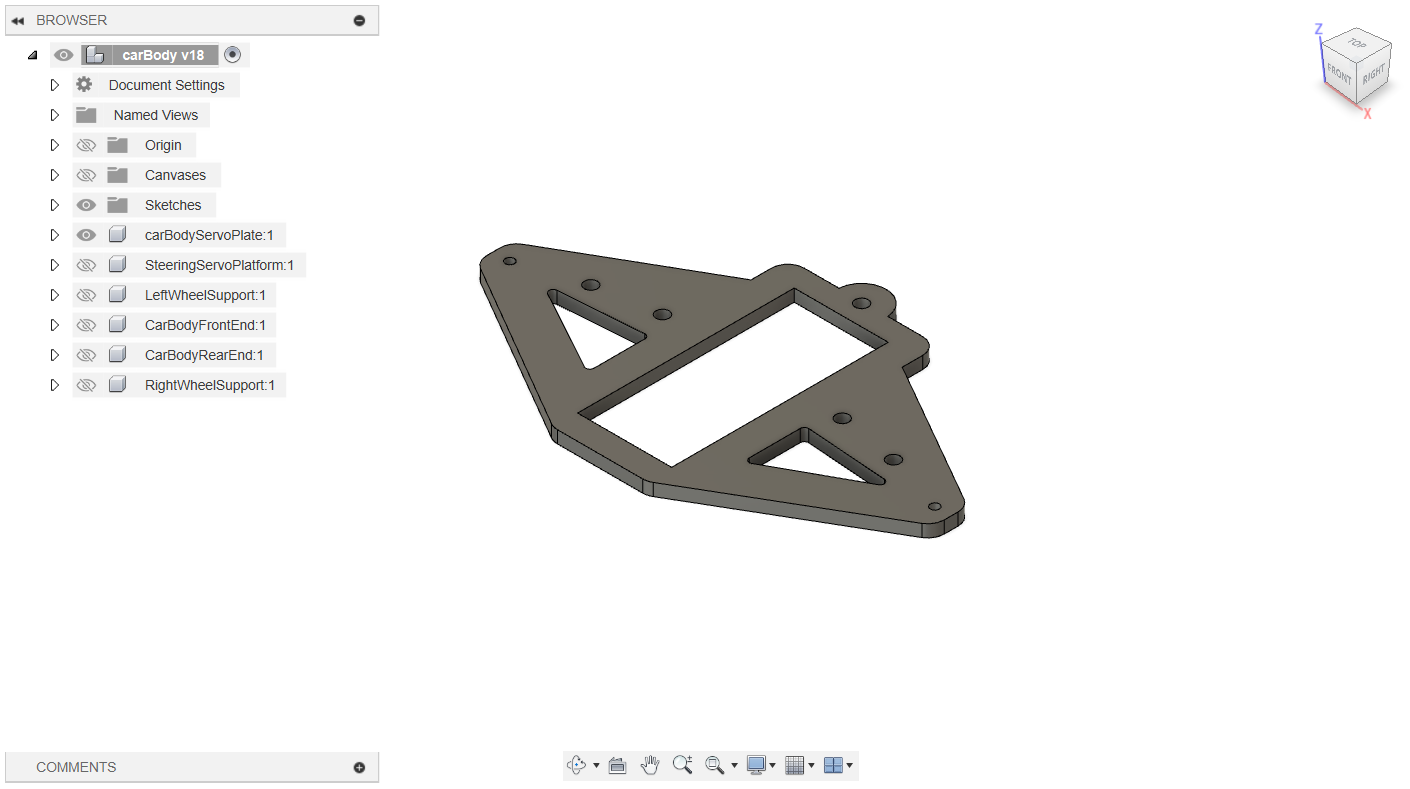 BROWSER
carBody v18
Document Settings
Named Views
Origin
Canvases
Sketches
carBodyServoPlate:1
SteeringServoPlatform:1
LeftWheelSupport:1
CarBodyFrontEnd:1
CarBodyRearEnd:1
RightWheelSupport:1
Z
TOP
FRONT
RIGHT
X
COMMENTS